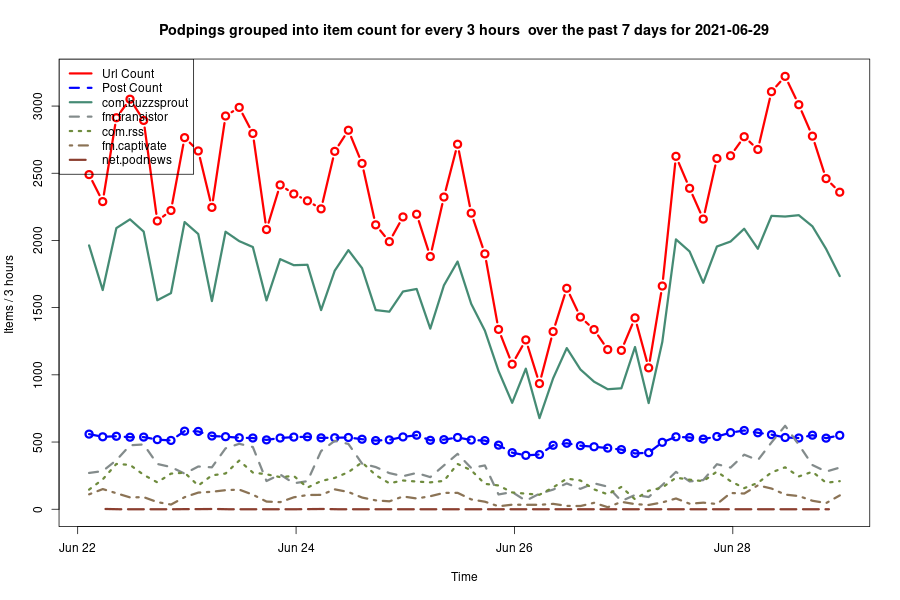 Podpings grouped into item count for every 3 hours  over the past 7 days for 2021-06-29
Url Count
Post Count
com.buzzsprout
fm.transistor
com.rss
fm.captivate
net.podnews
3000
2500
2000
1500
1000
500
0
Items / 3 hours
Jun 22
Jun 24
Jun 26
Jun 28
Time